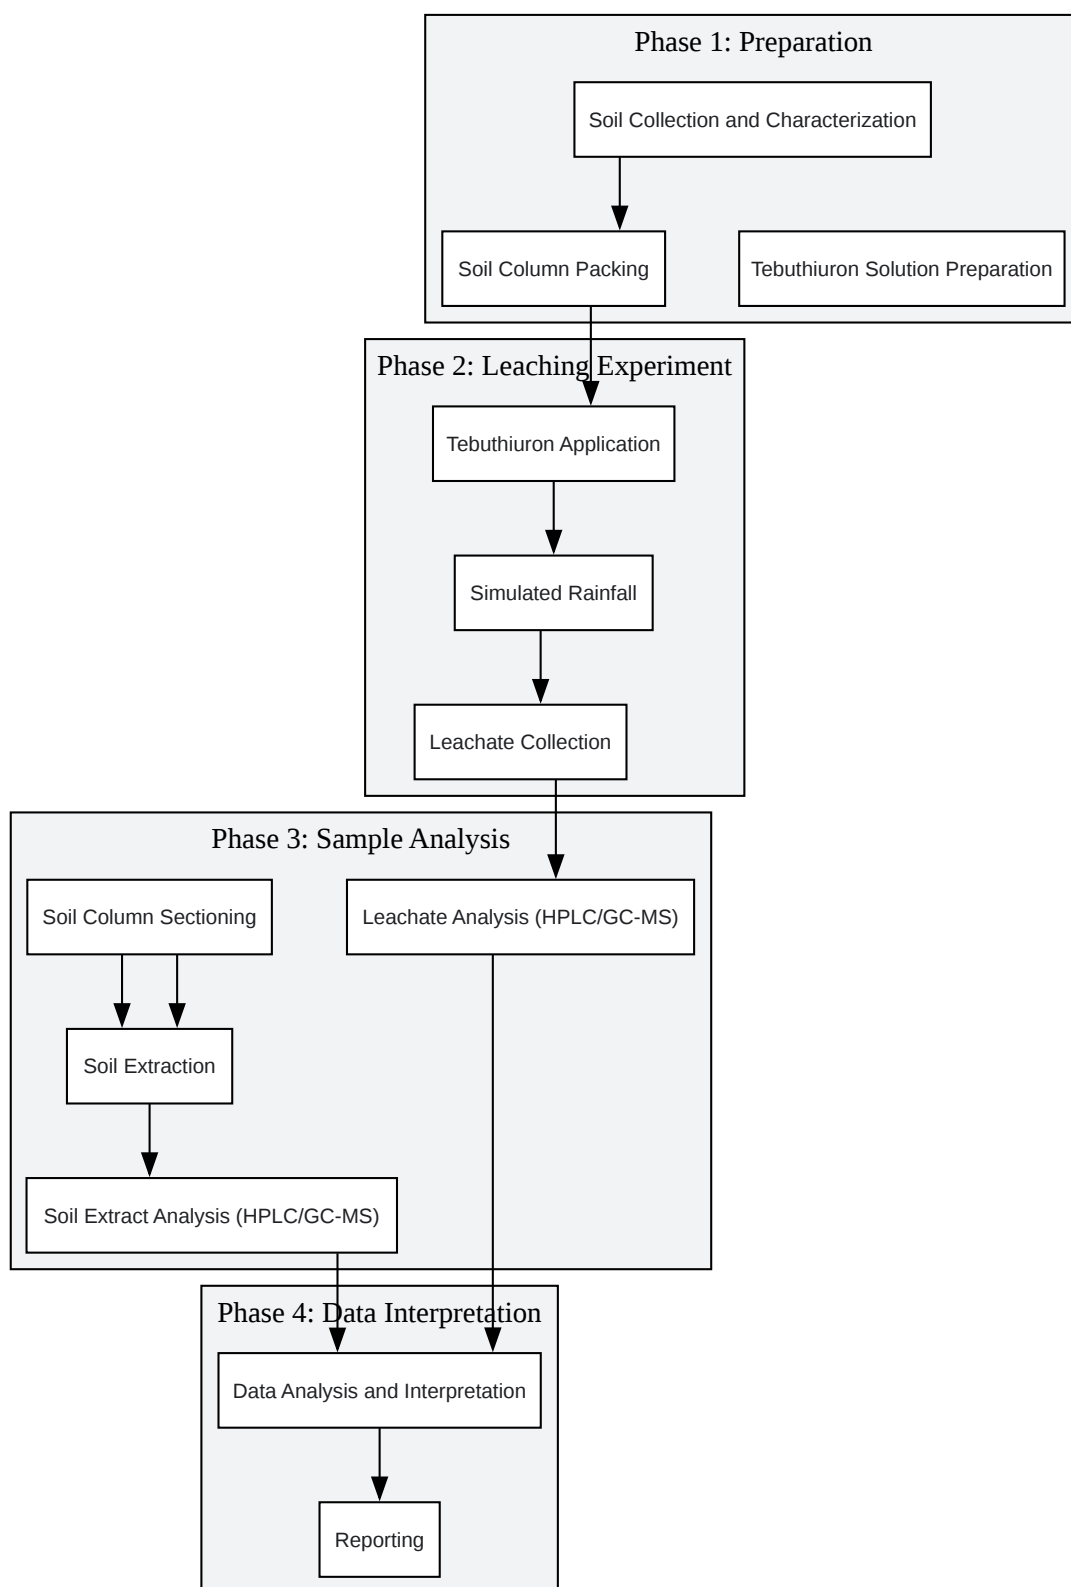 Phase 1: Preparation
Soil Collection and Characterization
Soil Column Packing
Tebuthiuron Solution Preparation
Phase 2: Leaching Experiment
Tebuthiuron Application
Simulated Rainfall
Leachate Collection
Phase 3: Sample Analysis
Soil Column Sectioning
Leachate Analysis (HPLC/GC-MS)
Soil Extraction
Soil Extract Analysis (HPLC/GC-MS)
Phase 4: Data Interpretation
Data Analysis and Interpretation
Reporting